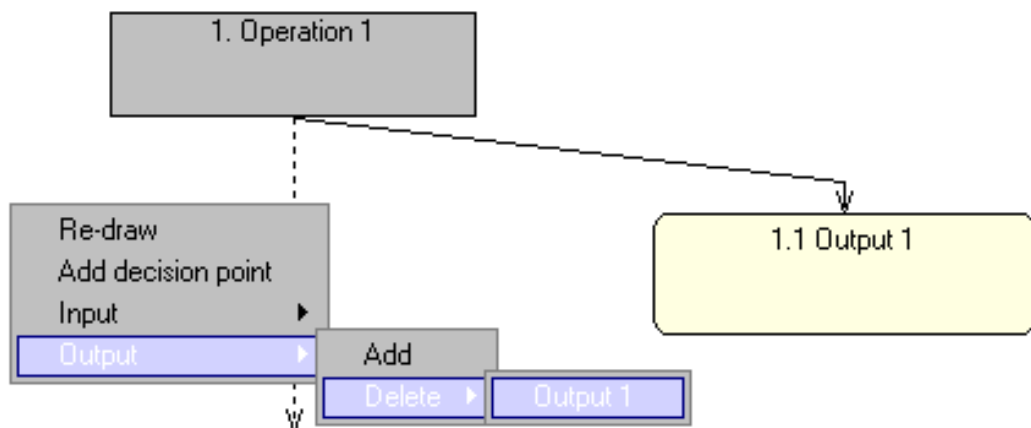 1. Operation 1
Re-draw
Add decision point
Input
Output
Add
Delete
Output 1
1.1 Output 1